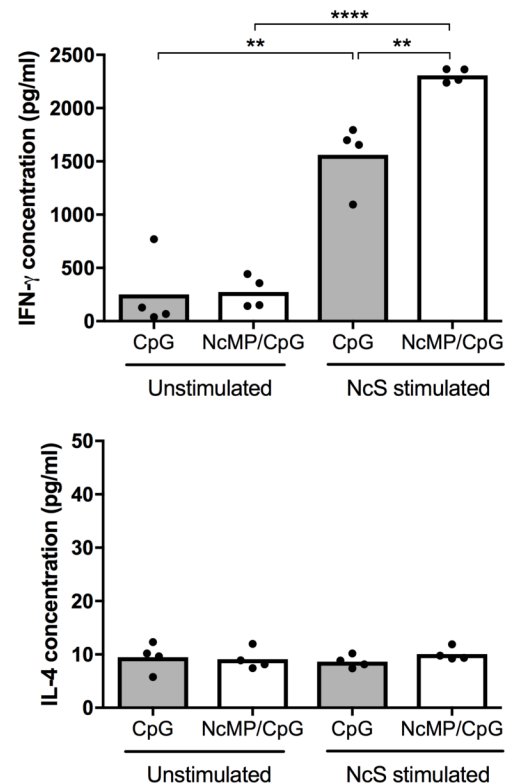 ****
** **
IFN-γ concentration (pg/ml)
2500
2000
1500
1000
500
0
CpG NcMP/CpG CpG NcMP/CpG
Unstimulated NcS stimulated
IL-4 concentration (pg/ml)
50
40
30
20
10
0
CpG NcMP/CpG CpG NcMP/CpG
Unstimulated NcS stimulated